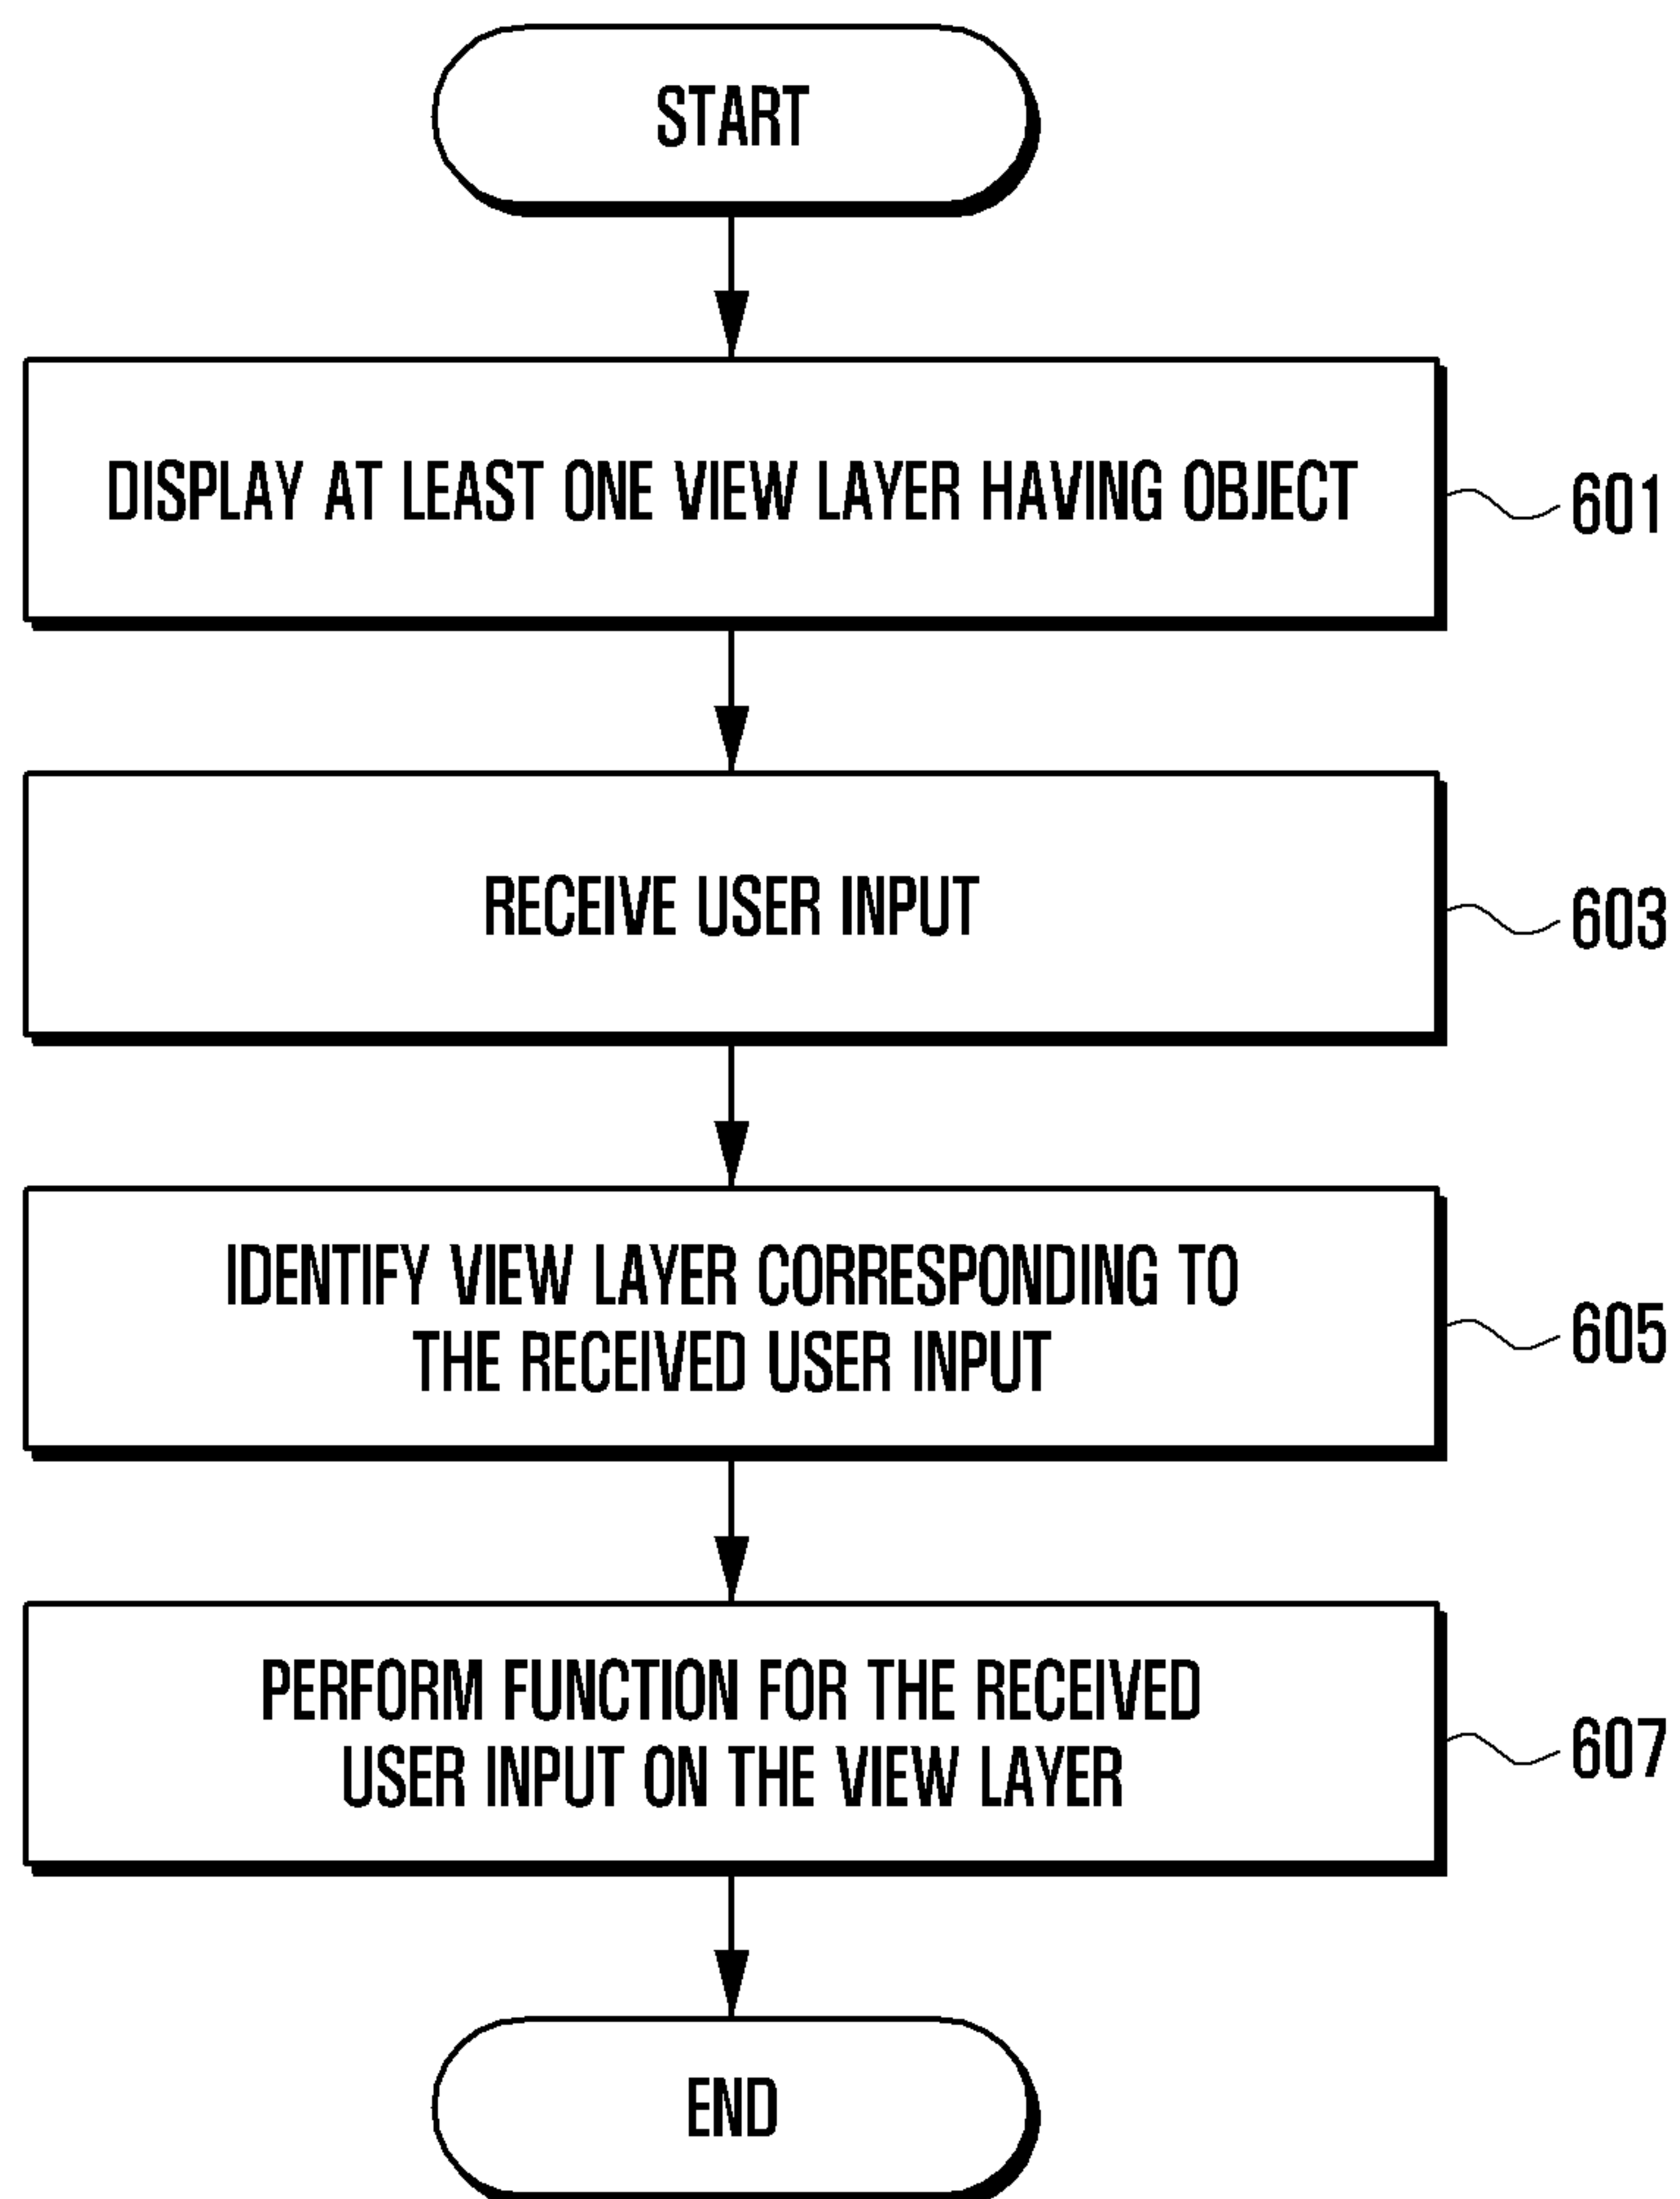 START
DISPLAY AT LEAST ONE VIEW LAYER HAVING OBJECT
601
RECEIVE USER INPUT
603
IDENTIFY VIEW LAYER CORRESPONDING TO
THE RECEIVED USER INPUT
605
PERFORM FUNCTION FOR THE RECEIVED
USER INPUT ON THE VIEW LAYER
607
END